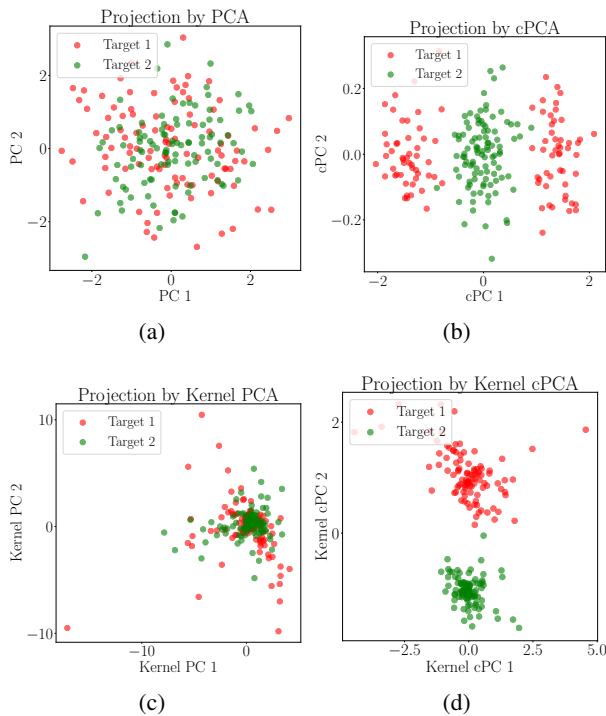 Projection by PCA
Target 1
Target 2
PC 2
2
0
−2
−2
0
2
PC 1
(a)
Projection by cPCA
Target 1
Target 2
cPC 2
0.2
0.0
−0.2
−2
0
2
cPC 1
(b)
Projection by Kernel PCA
Target 1
Target 2
Kernel PC 2
10
0
−10
−10
0
Kernel PC 1
(c)
Projection by Kernel cPCA
Target 1
Target 2
Kernel cPC 2
2
0
−2.5
0.0
2.5
5.0
Kernel cPC 1
(d)